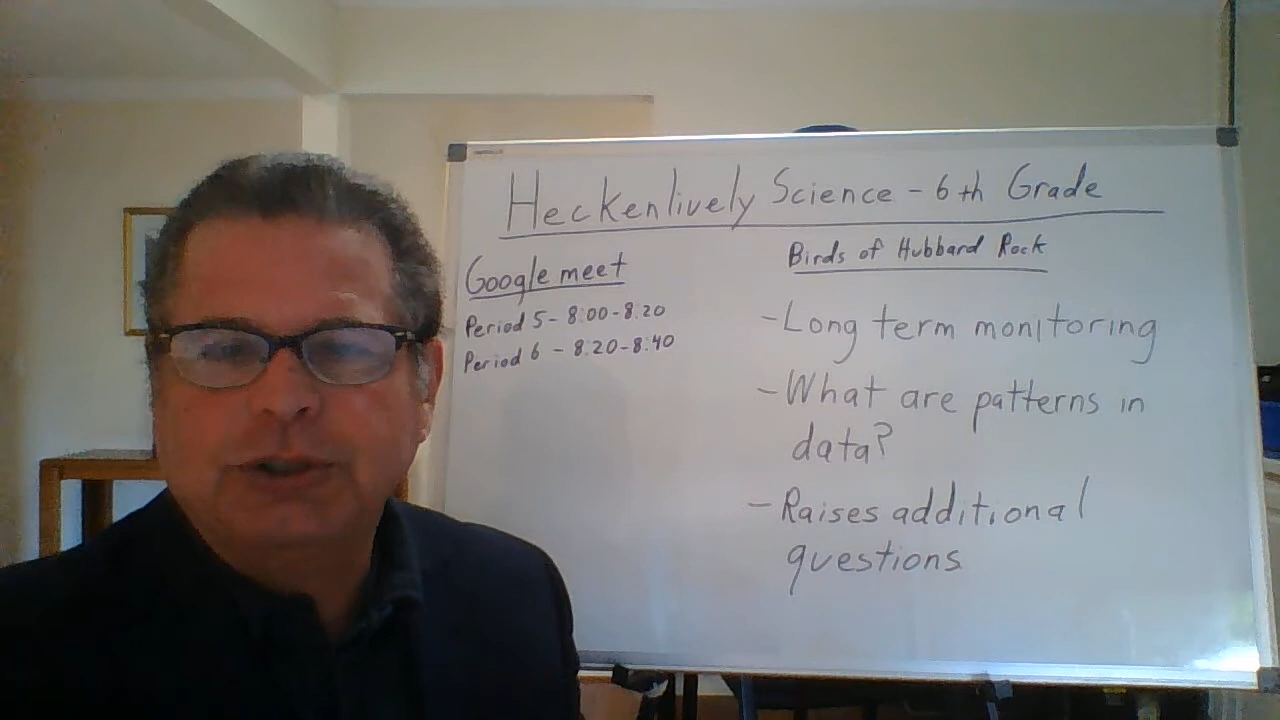 Heckenlively Science - 6th Grade
Google meet
Period 5 - 8:00 - 8:20
Period 6 - 8:20 - 8:40
Birds of Hubbard Rock
- Long term monitoring
- What are patterns in
data?
- Raises additional
questions